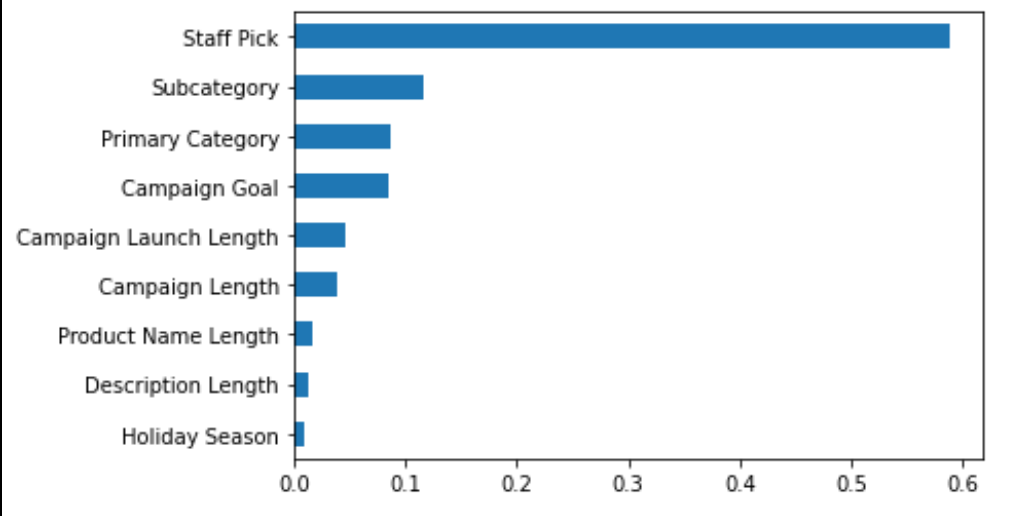 Staff Pick
Subcategory
Primary Category
Campaign Goal
Campaign Launch Length
Campaign Length
Product Name Length
Description Length
Holiday Season
0.0 0.1 0.2 0.3 0.4 0.5 0.6